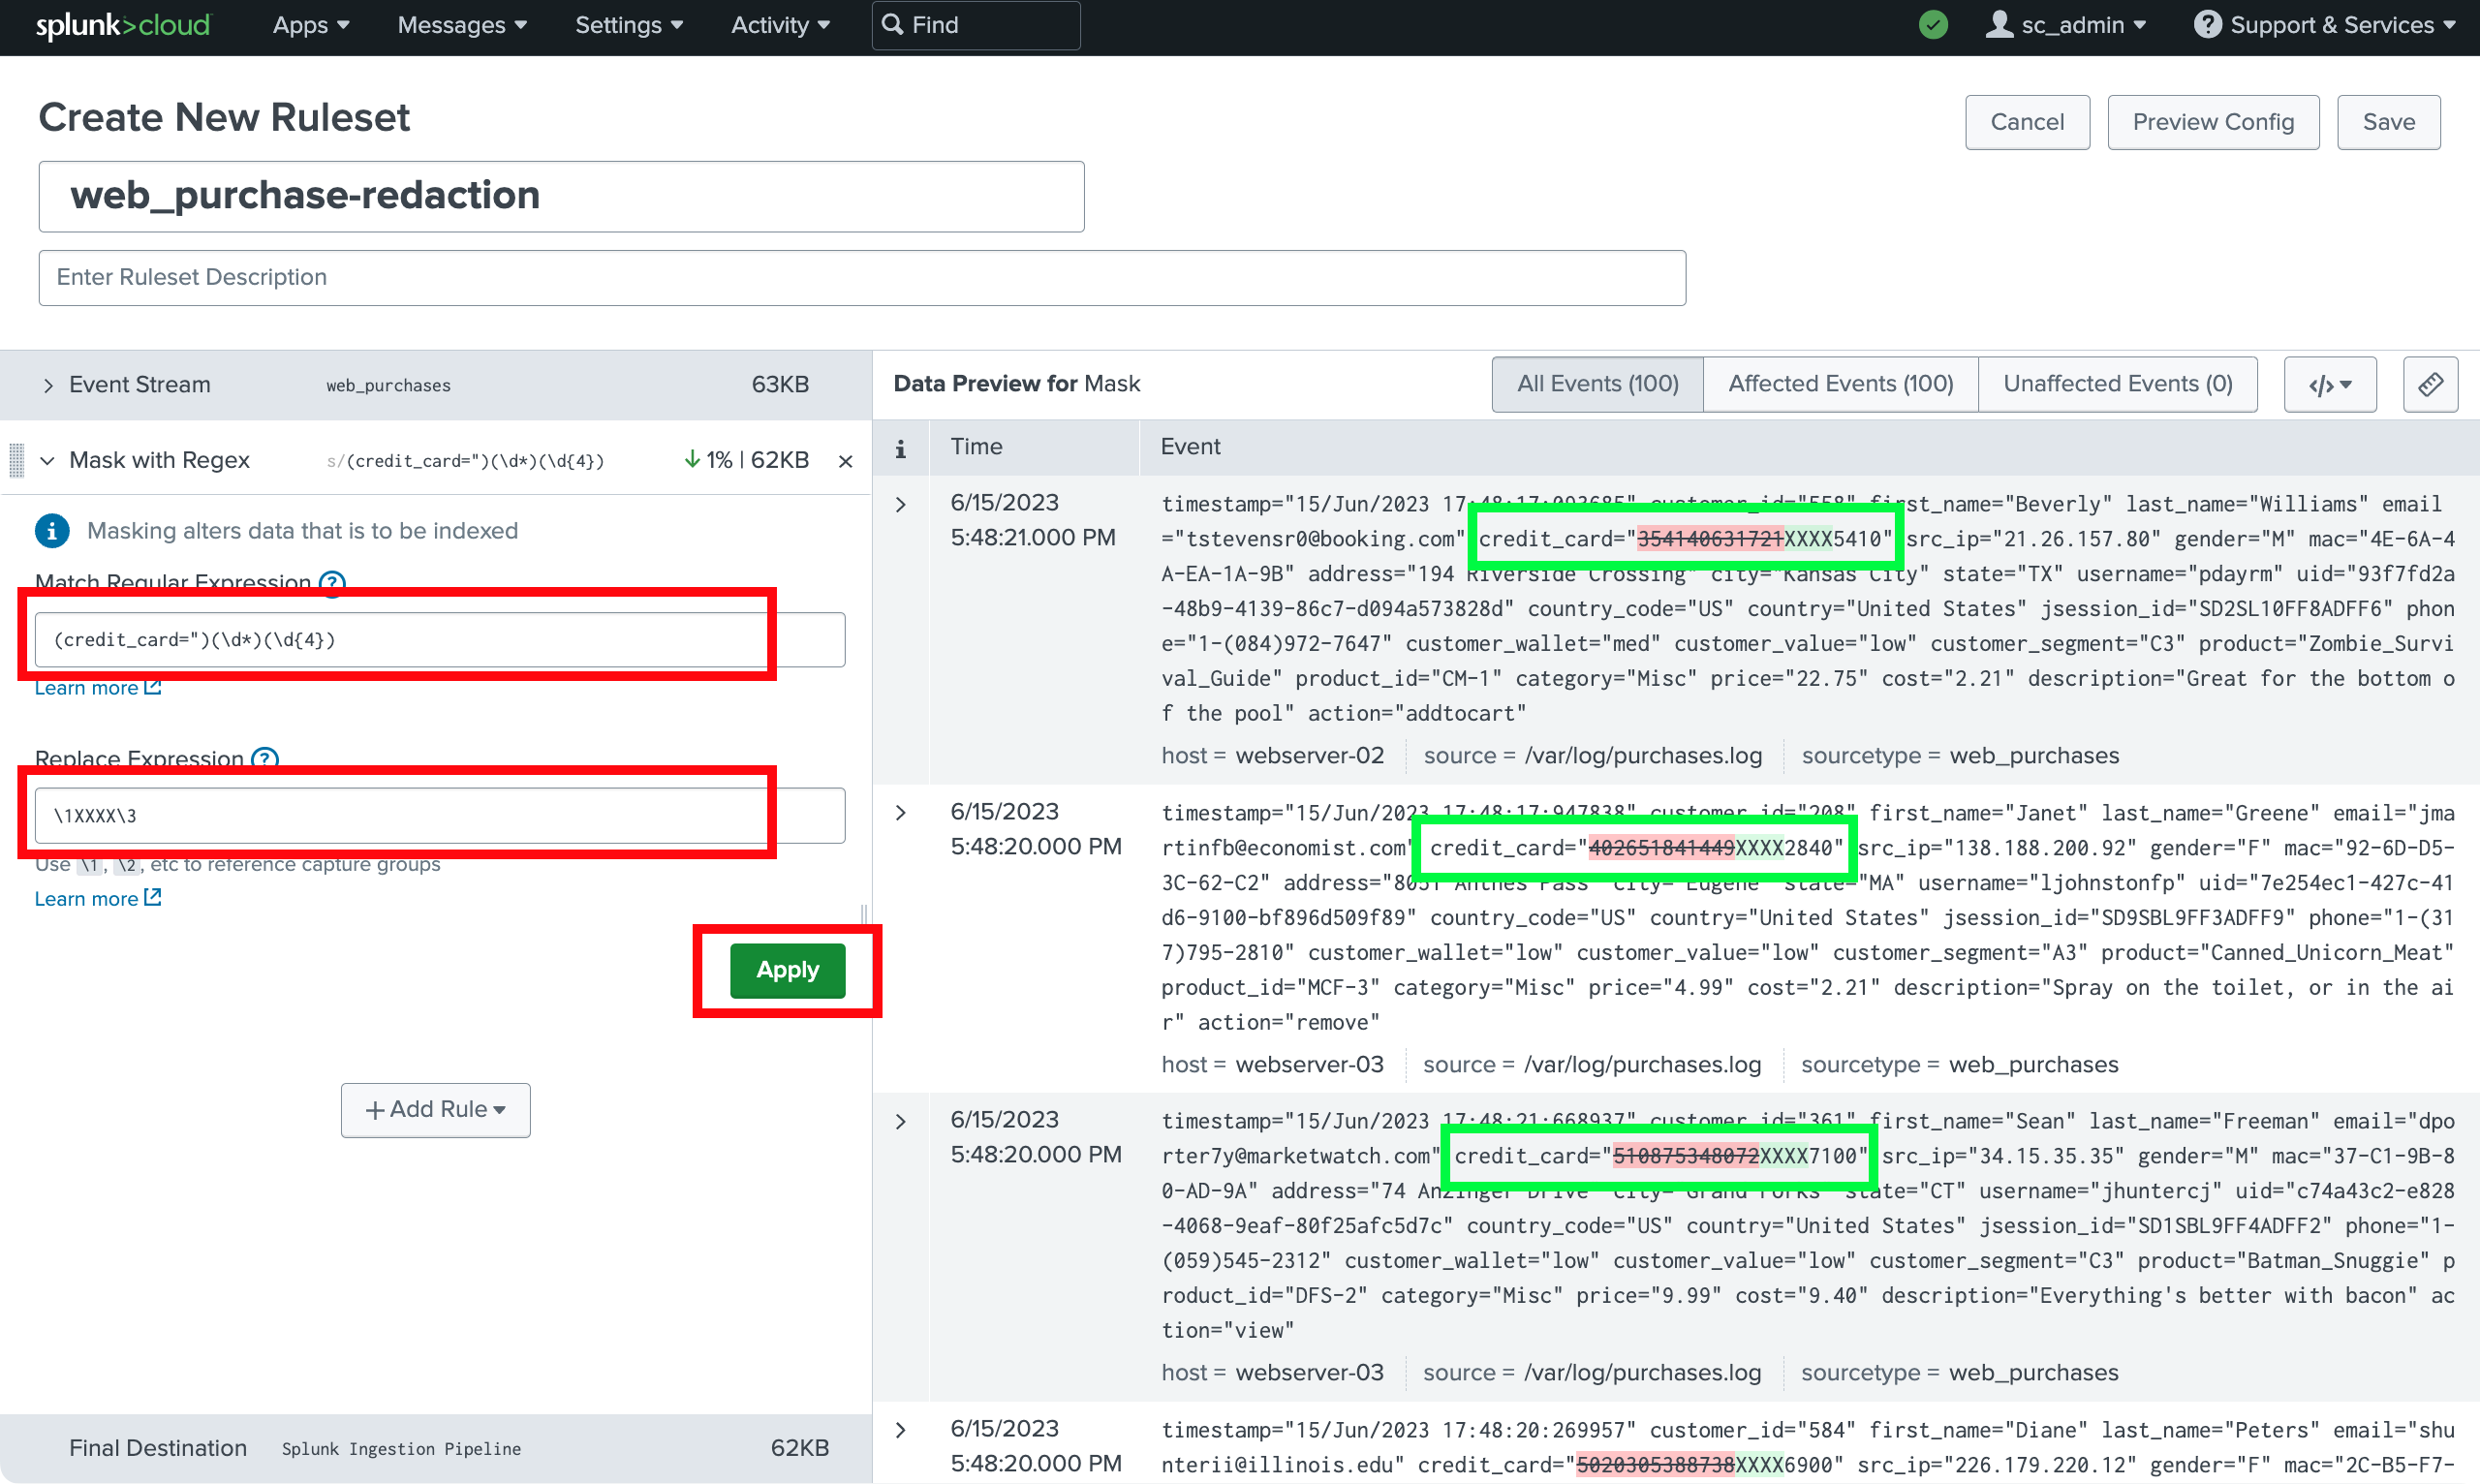 splunk>cloud Apps Messages Settings Activity Find sc_admin Support & Services
Create New Ruleset
Cancel Preview Config Save
web_purchase-redaction
Enter Ruleset Description
Event Stream web_purchases 63KB
Mask with Regex s/(credit_card=")(\d*)(\d{4}) 1% | 62KB
Masking alters data that is to be indexed
Match Regular Expression
(credit_card=")(\d*)(\d{4})
Learn more
Replace Expression
\1XXXX\3
Use \1, \2, etc to reference capture groups
Learn more
Apply
+ Add Rule
Final Destination Splunk Ingestion Pipeline 62KB
Data Preview for Mask All Events (100) Affected Events (100) Unaffected Events (0) </>
i Time Event
6/15/2023
5:48:21.000 PM
timestamp="15/Jun/2023 17:48:17:093685" customer_id="558" first_name="Beverly" last_name="Williams" email
="tstevensr0@booking.com" credit_card="354140631721XXXX5410" src_ip="21.26.157.80" gender="M" mac="4E-6A-4
A-EA-1A-9B" address="194 Riverside Crossing" city="Kansas City" state="TX" username="pdayrm" uid="93f7fd2a
-48b9-4139-86c7-d094a573828d" country_code="US" country="United States" jsession_id="SD2SL10FF8ADFF6" phon
e="1-(084)972-7647" customer_wallet="med" customer_value="low" customer_segment="C3" product="Zombie_Survi
val_Guide" product_id="CM-1" category="Misc" price="22.75" cost="2.21" description="Great for the bottom o
f the pool" action="addtocart"
host = webserver-02 source = /var/log/purchases.log sourcetype = web_purchases
6/15/2023
5:48:20.000 PM
timestamp="15/Jun/2023 17:48:17:947838" customer_id="208" first_name="Janet" last_name="Greene" email="jma
rtinfb@economist.com" credit_card="402651841449XXXX2840" src_ip="138.188.200.92" gender="F" mac="92-6D-D5-
3C-62-C2" address="8051 Anthes Pass" city="Eugene" state="MA" username="ljohnstonfp" uid="7e254ec1-427c-41
d6-9100-bf896d509f89" country_code="US" country="United States" jsession_id="SD9SBL9FF3ADFF9" phone="1-(31
7)795-2810" customer_wallet="low" customer_value="low" customer_segment="A3" product="Canned_Unicorn_Meat"
product_id="MCF-3" category="Misc" price="4.99" cost="2.21" description="Spray on the toilet, or in the ai
r" action="remove"
host = webserver-03 source = /var/log/purchases.log sourcetype = web_purchases
6/15/2023
5:48:20.000 PM
timestamp="15/Jun/2023 17:48:21:668937" customer_id="361" first_name="Sean" last_name="Freeman" email="dpo
rter7y@marketwatch.com" credit_card="510875348072XXXX7100" src_ip="34.15.35.35" gender="M" mac="37-C1-9B-8
0-AD-9A" address="74 Anzinger Drive" city="Grand Forks" state="CT" username="jhuntercj" uid="c74a43c2-e828
-4068-9eaf-80f25afc5d7c" country_code="US" country="United States" jsession_id="SD1SBL9FF4ADFF2" phone="1-
(059)545-2312" customer_wallet="low" customer_value="low" customer_segment="C3" product="Batman_Snuggie" p
roduct_id="DFS-2" category="Misc" price="9.99" cost="9.40" description="Everything's better with bacon" ac
tion="view"
host = webserver-03 source = /var/log/purchases.log sourcetype = web_purchases
6/15/2023
5:48:20.000 PM
timestamp="15/Jun/2023 17:48:20:269957" customer_id="584" first_name="Diane" last_name="Peters" email="shu
nterii@illinois.edu" credit_card="5020305388738XXXX6900" src_ip="226.179.220.12" gender="F" mac="2C-B5-F7-